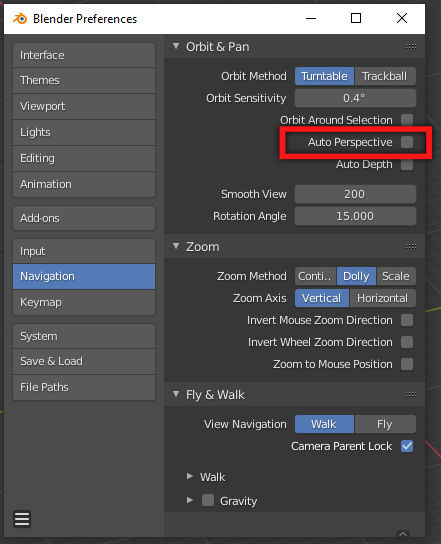 Blender Preferences
Interface
Themes
Viewport
Lights
Editing
Animation
Add-ons
Input
Navigation
Keymap
System
Save & Load
File Paths
Orbit & Pan
Orbit Method Turntable Trackball
Orbit Sensitivity 0.4°
Orbit Around Selection
Auto Perspective
Auto Depth
Smooth View 200
Rotation Angle 15.000
Zoom
Zoom Method Conti.. Dolly Scale
Zoom Axis Vertical Horizontal
Invert Mouse Zoom Direction
Invert Wheel Zoom Direction
Zoom to Mouse Position
Fly & Walk
View Navigation Walk Fly
Camera Parent Lock
Walk
Gravity